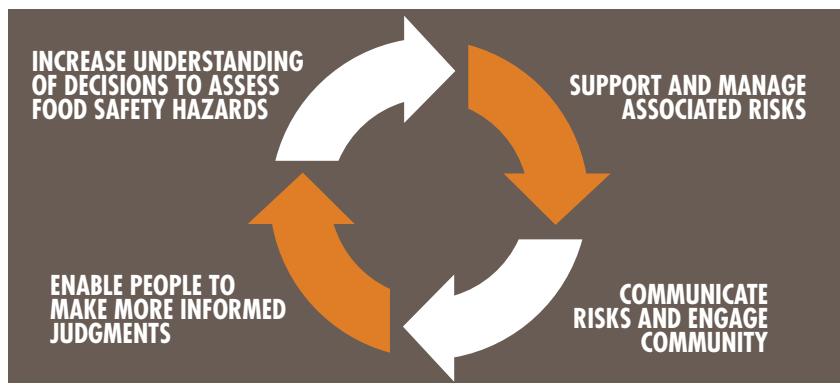 INCREASE UNDERSTANDING
OF DECISIONS TO ASSESS
FOOD SAFETY HAZARDS
SUPPORT AND MANAGE
ASSOCIATED RISKS
ENABLE PEOPLE TO
MAKE MORE INFORMED
JUDGMENTS
COMMUNICATE
RISKS AND ENGAGE
COMMUNITY